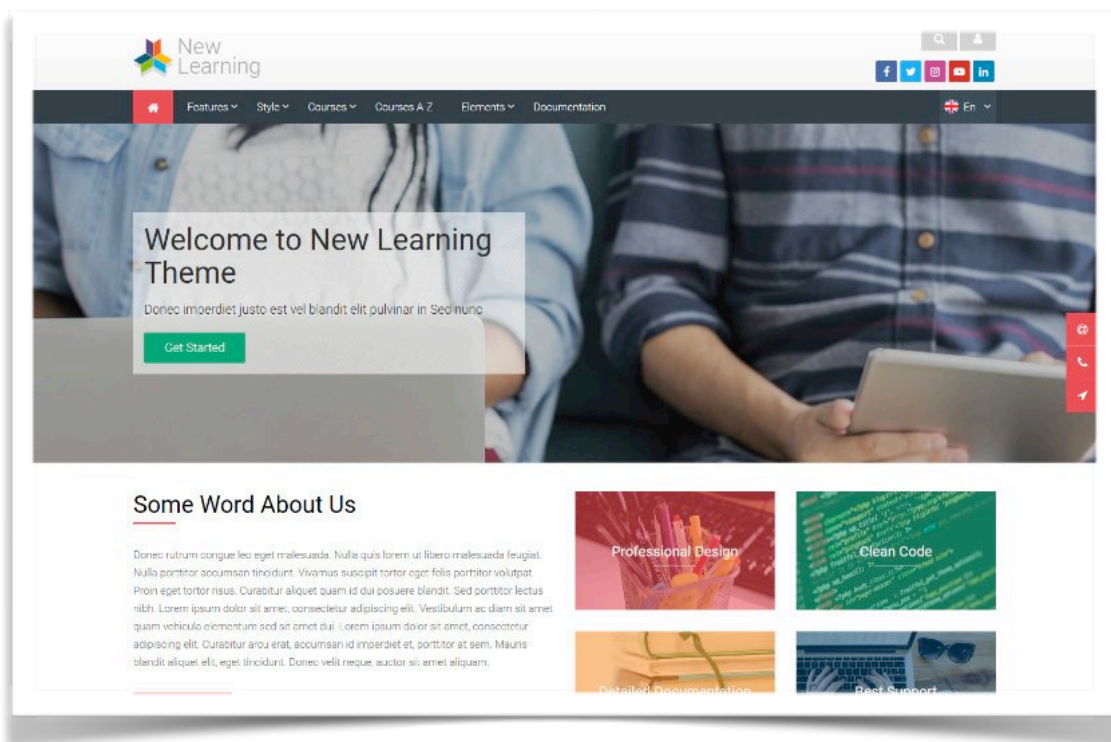 New
Learning
Features Style Courses Courses A-Z Elements Documentation En
Welcome to New Learning
Theme
Donec imperdiet justo est vel blandit elit pulvinar in Sed nunc
Get Started
Some Word About Us
Donec rutrum congue leo eget malesuada. Nulla quis lorem ut libero malesuada feugiat.
Nulla porttitor accumsan tincidunt. Vivamus suscipit tortor eget felis porttitor volutpat.
Proin eget tortor risus. Curabitur aliquet quam id dui posuere blandit. Sed porttitor lectus
nibh. Lorem ipsum dolor sit amet, consectetur adipiscing elit. Vestibulum ac diam sit amet
quam vehicula elementum sed sit amet dui. Lorem ipsum dolor sit amet, consectetur
adipiscing elit. Curabitur arcu erat, accumsan id imperdiet et, porttitor at sem. Mauris
blandit aliquet elit, eget tincidunt. Donec velit neque, auctor sit amet aliquam.
Professional Design
Clean Code
Detailed Documentation
Best Support